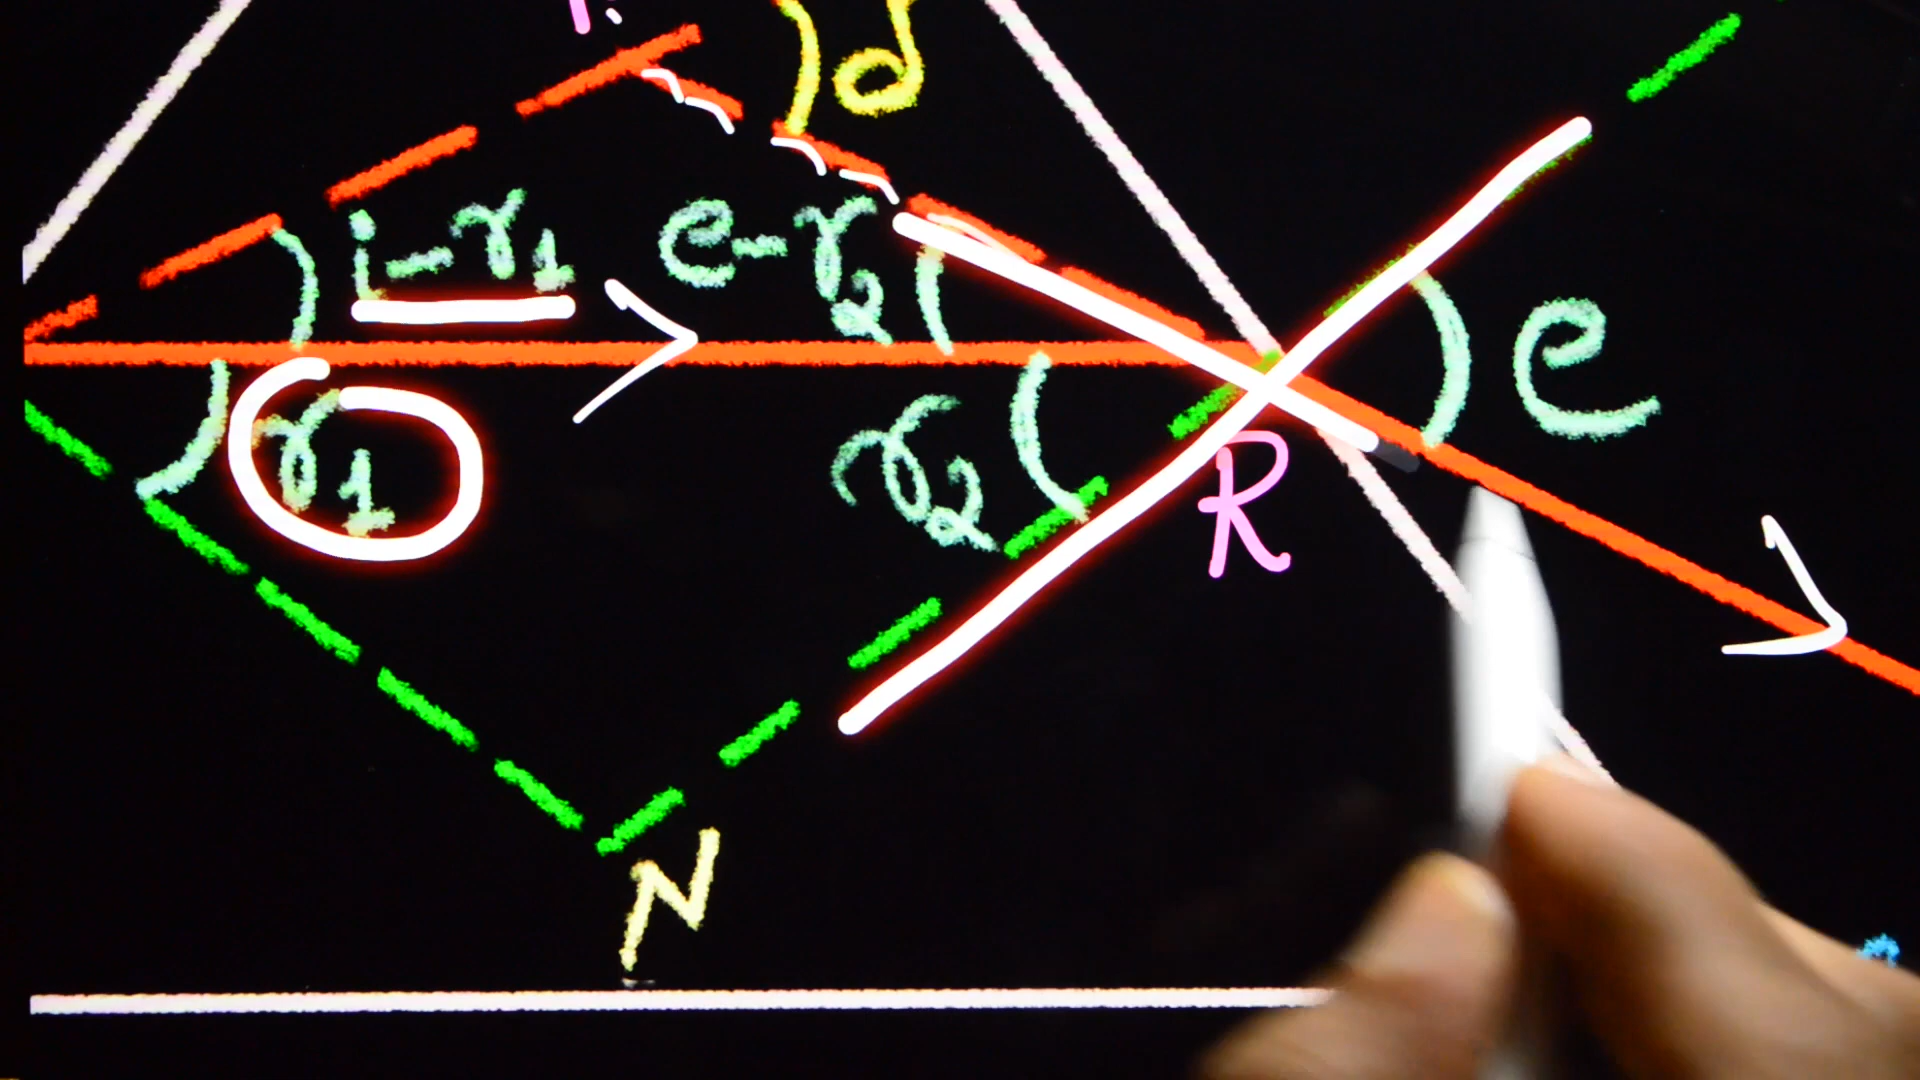 δ
i-r₁ e-r₂
e
r₁ r₂
R
N